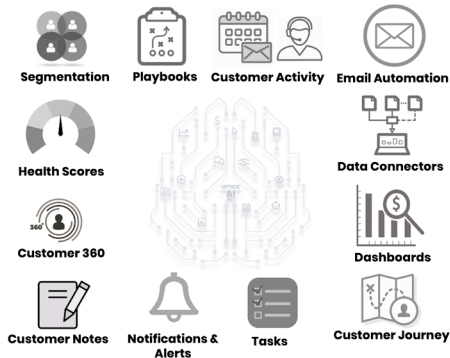 Segmentation
Playbooks
Customer Activity
Email Automation
Health Scores
Data Connectors
360°
Customer 360
Dashboards
Customer Notes
Notifications &
Alerts
Tasks
Customer Journey
AI